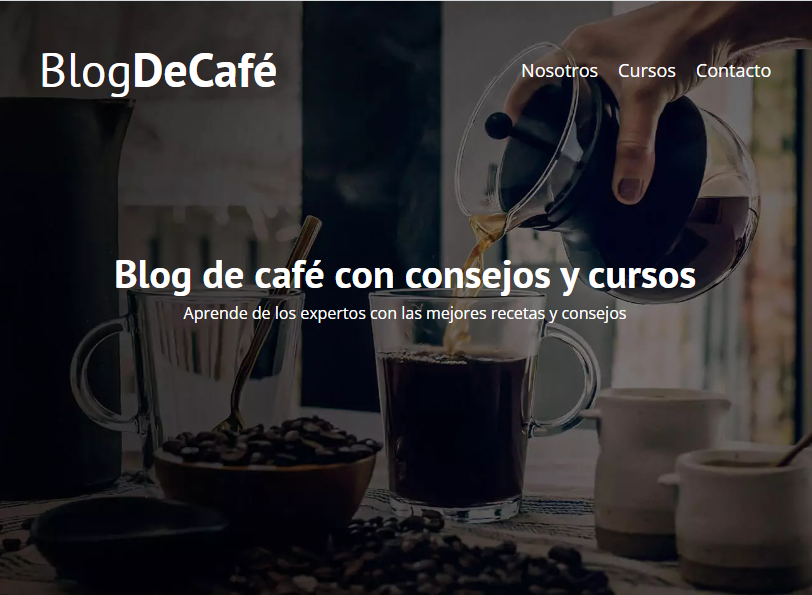 BlogDeCafé
Nosotros Cursos Contacto
Blog de café con consejos y cursos
Aprende de los expertos con las mejores recetas y consejos